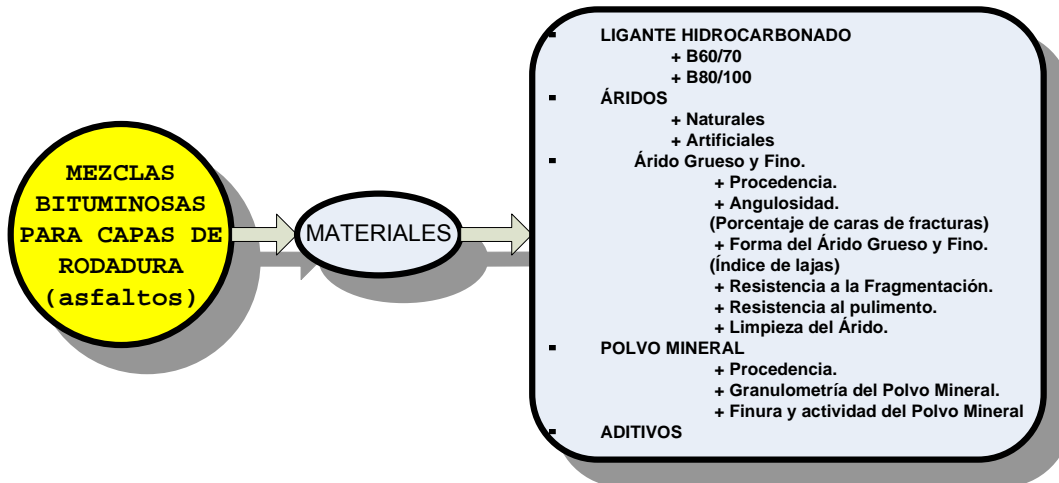 MEZCLAS
BITUMINOSAS
PARA CAPAS DE
RODADURA
(asfaltos)
MATERIALES
▪ LIGANTE HIDROCARBONADO
+ B60/70
+ B80/100
▪ ÁRIDOS
+ Naturales
+ Artificiales
▪ Árido Grueso y Fino.
+ Procedencia.
+ Angulosidad.
(Porcentaje de caras de fracturas)
+ Forma del Árido Grueso y Fino.
(Índice de lajas)
+ Resistencia a la Fragmentación.
+ Resistencia al pulimento.
+ Limpieza del Árido.
▪ POLVO MINERAL
+ Procedencia.
+ Granulometría del Polvo Mineral.
+ Finura y actividad del Polvo Mineral
▪ ADITIVOS